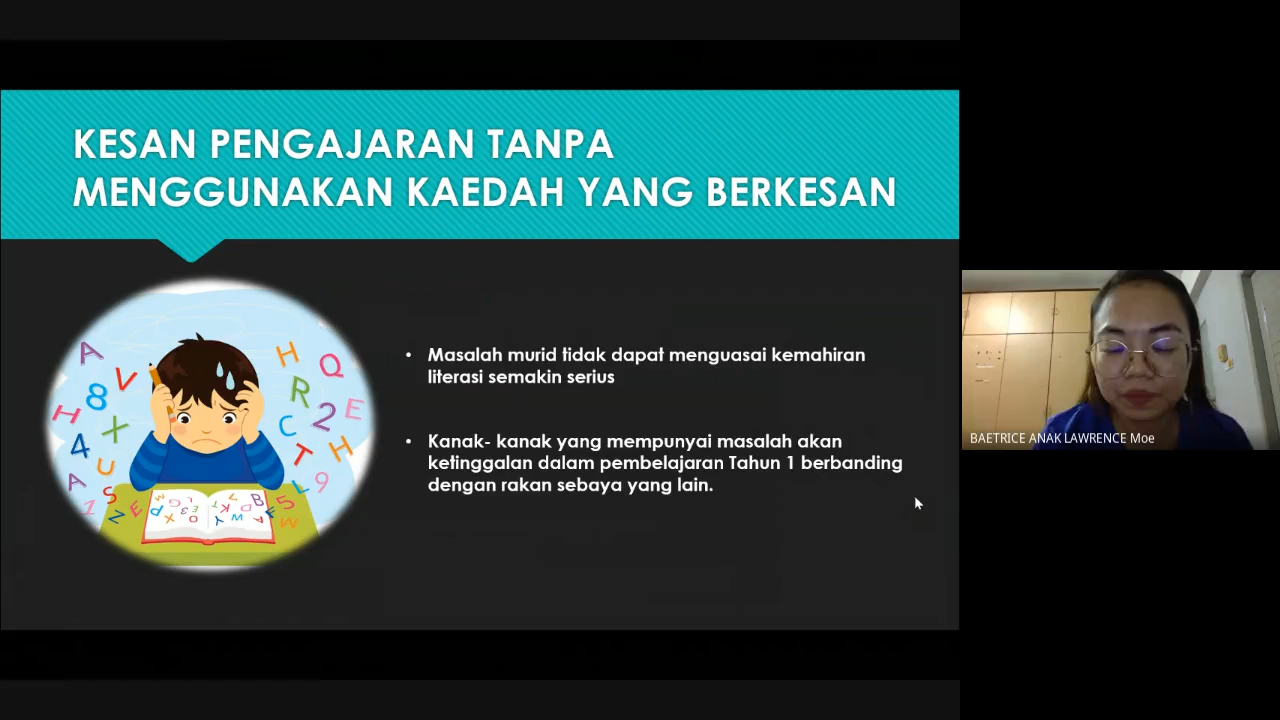 KESAN PENGAJARAN TANPA
MENGGUNAKAN KAEDAH YANG BERKESAN
• Masalah murid tidak dapat menguasai kemahiran
literasi semakin serius
• Kanak- kanak yang mempunyai masalah akan
ketinggalan dalam pembelajaran Tahun 1 berbanding
dengan rakan sebaya yang lain.
BAETRICE ANAK LAWRENCE Moe